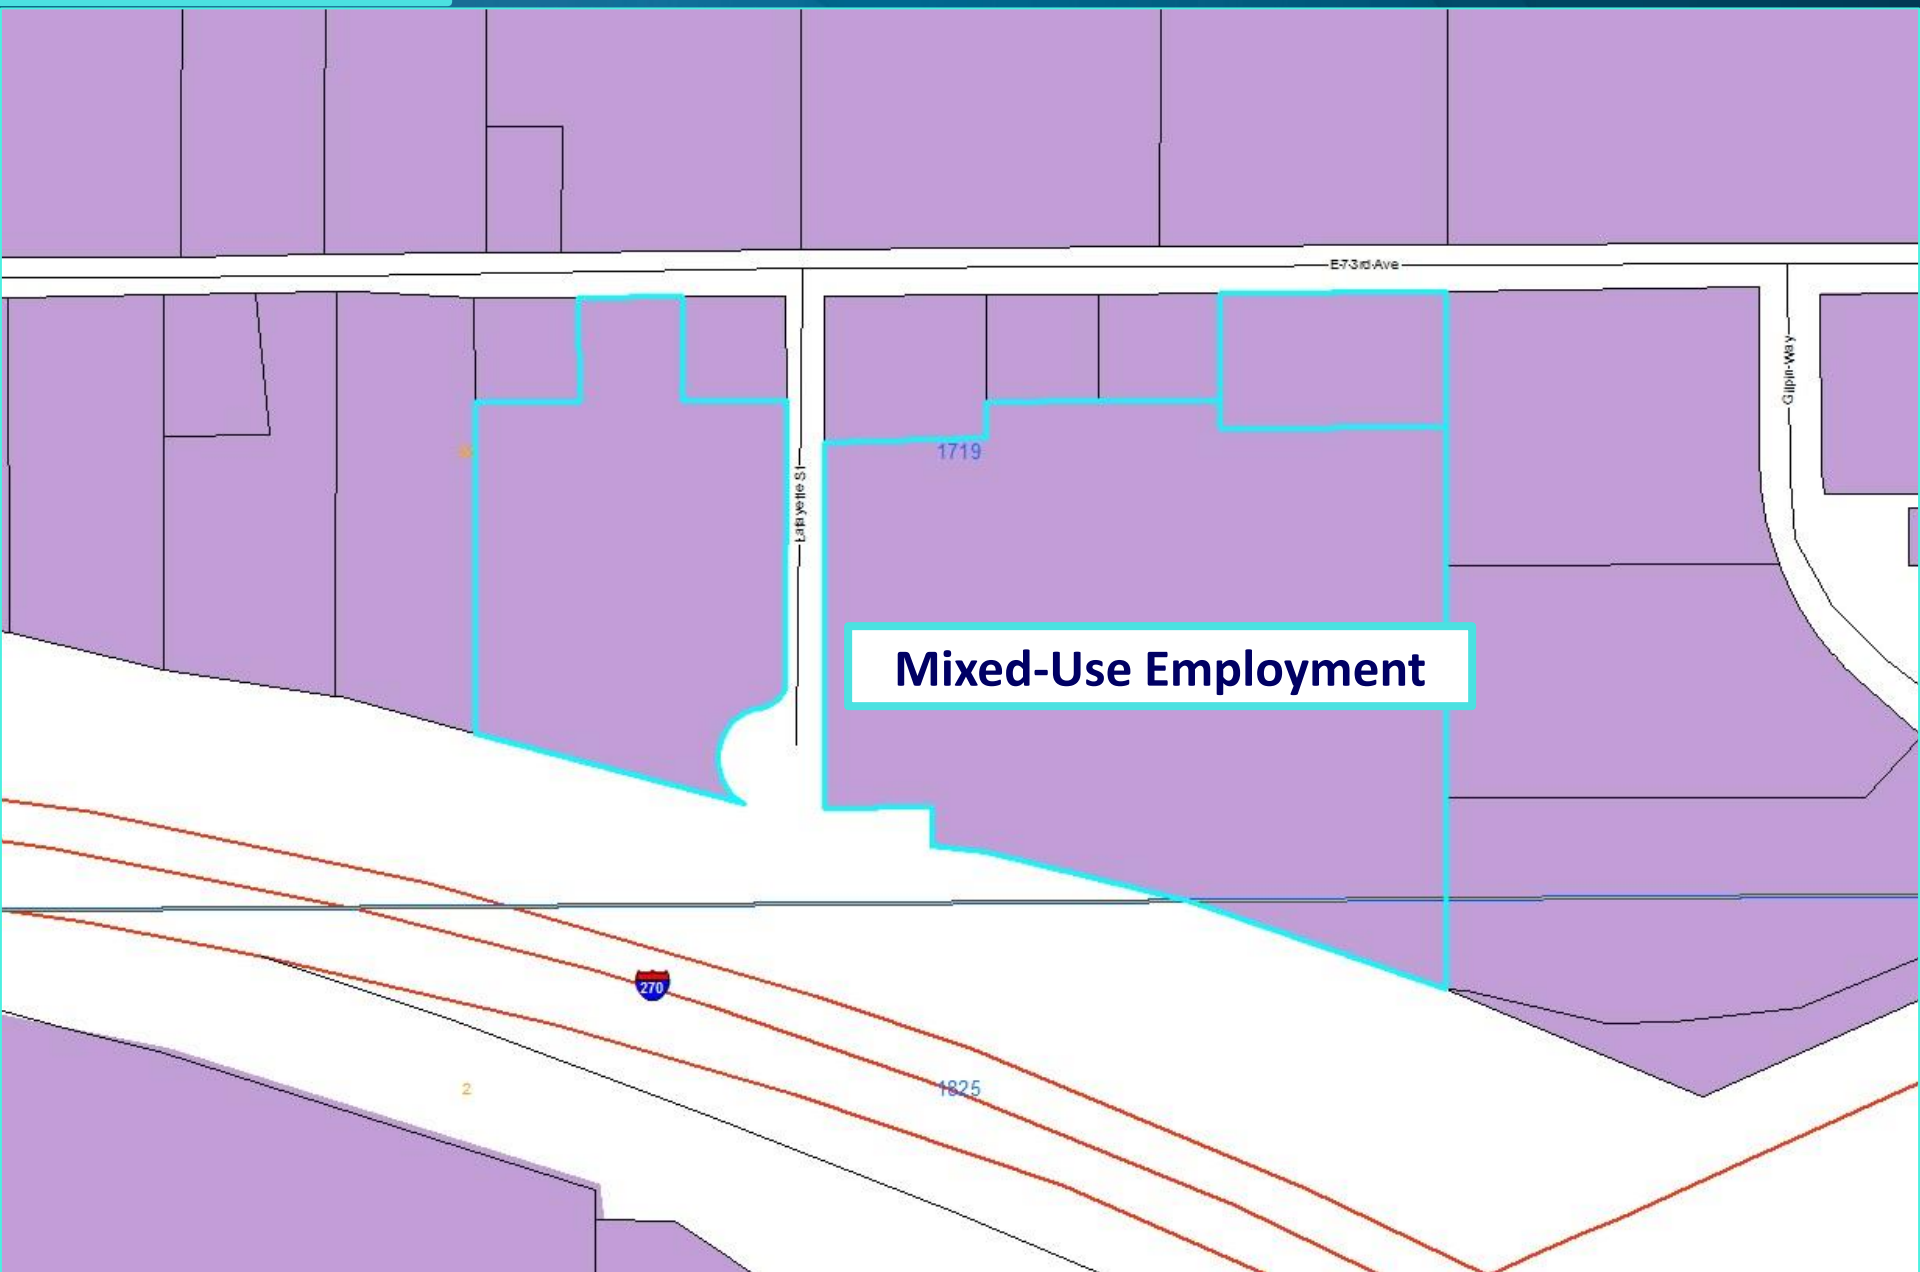 E 73rd Ave
Gilpin Way
1719
Lafayette St
Mixed-Use Employment
270
2
1825